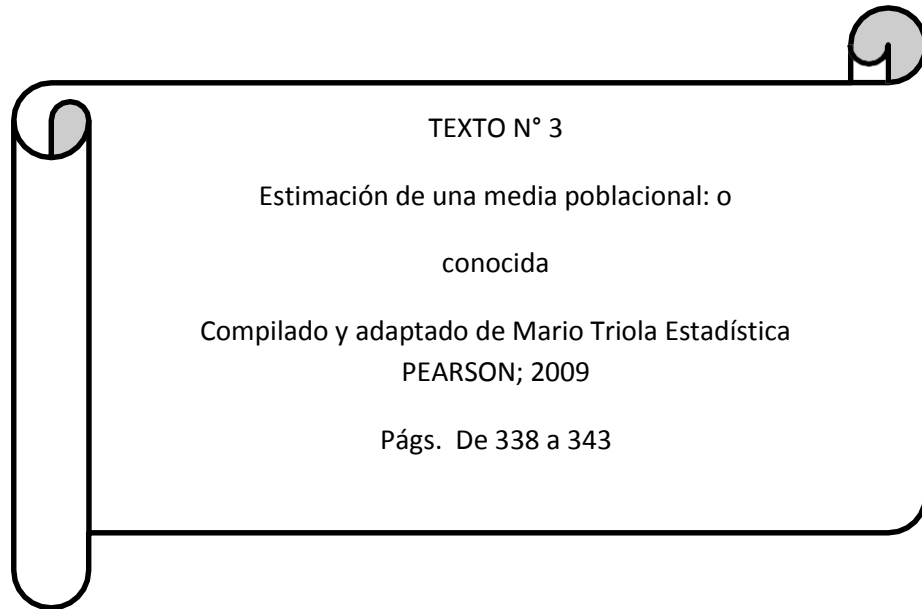 TEXTO N° 3
Estimación de una media poblacional: o
conocida
Compilado y adaptado de Mario Triola Estadística
PEARSON; 2009
Págs. De 338 a 343